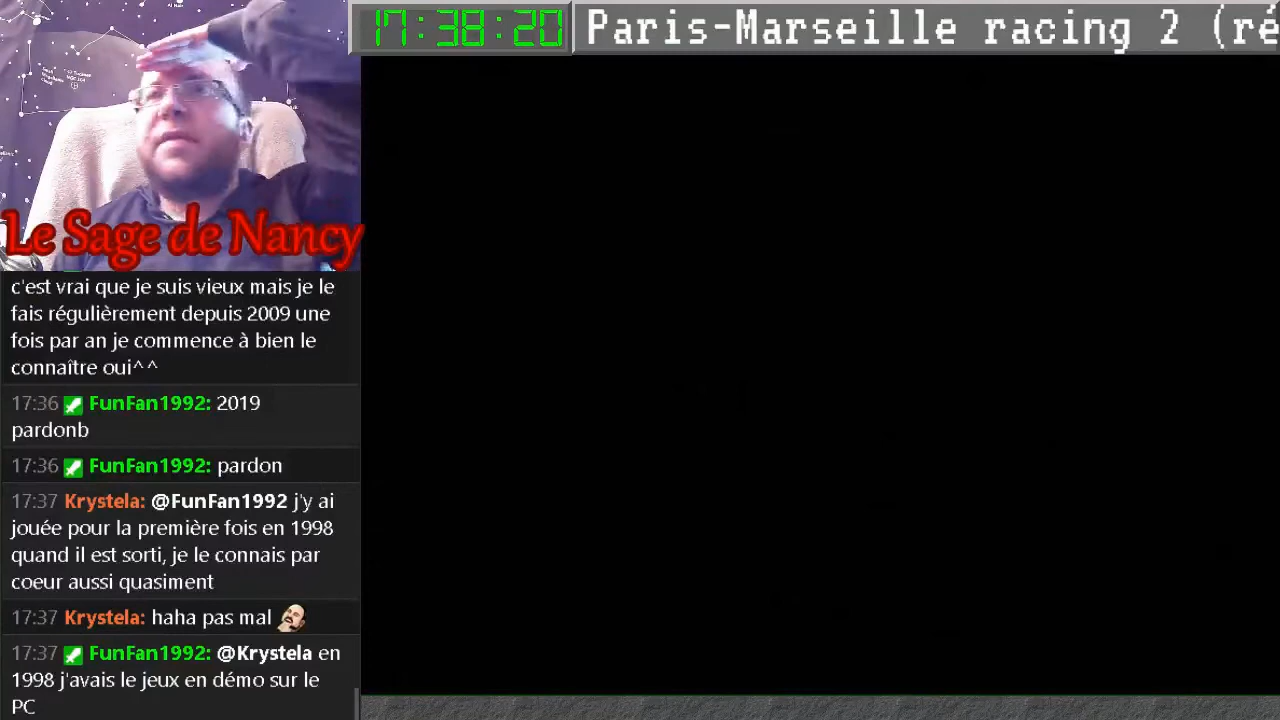 17:38:20 Paris-Marseille racing 2 (ré
Le Sage de Nancy
c'est vrai que je suis vieux mais je le
fais régulièrement depuis 2009 une
fois par an je commence à bien le
connaître oui^^
17:36 FunFan1992: 2019
pardonb
17:36 FunFan1992: pardon
17:37 Krystela: @FunFan1992 j'y ai
jouée pour la première fois en 1998
quand il est sorti, je le connais par
coeur aussi quasiment
17:37 Krystela: haha pas mal
17:37 FunFan1992: @Krystela en
1998 j'avais le jeux en démo sur le
PC